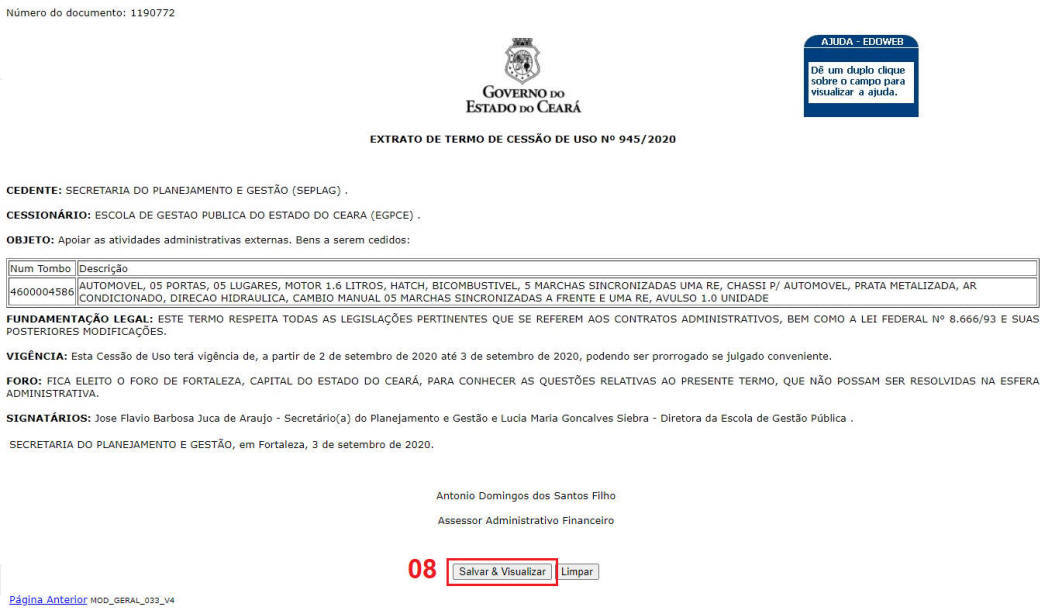 Número do documento: 1190772
AJUDA - EDOWEB
Dê um duplo clique
sobre o campo para
visualizar a ajuda.
GOVERNO DO
ESTADO DO CEARÁ
EXTRATO DE TERMO DE CESSÃO DE USO Nº 945/2020
CEDENTE: SECRETARIA DO PLANEJAMENTO E GESTÃO (SEPLAG) .
CESSIONÁRIO: ESCOLA DE GESTAO PUBLICA DO ESTADO DO CEARA (EGPCE) .
OBJETO: Apoiar as atividades administrativas externas. Bens a serem cedidos:
Num Tombo Descrição
4600004586 AUTOMOVEL, 05 PORTAS, 05 LUGARES, MOTOR 1.6 LITROS, HATCH, BICOMBUSTIVEL, 5 MARCHAS SINCRONIZADAS UMA RE, CHASSI P/ AUTOMOVEL, PRATA METALIZADA, AR
CONDICIONADO, DIRECAO HIDRAULICA, CAMBIO MANUAL 05 MARCHAS SINCRONIZADAS A FRENTE E UMA RE, AVULSO 1.0 UNIDADE
FUNDAMENTAÇÃO LEGAL: ESTE TERMO RESPEITA TODAS AS LEGISLAÇÕES PERTINENTES QUE SE REFEREM AOS CONTRATOS ADMINISTRATIVOS, BEM COMO A LEI FEDERAL Nº 8.666/93 E SUAS
POSTERIORES MODIFICAÇÕES.
VIGÊNCIA: Esta Cessão de Uso terá vigência de, a partir de 2 de setembro de 2020 até 3 de setembro de 2020, podendo ser prorrogado se julgado conveniente.
FORO: FICA ELEITO O FORO DE FORTALEZA, CAPITAL DO ESTADO DO CEARÁ, PARA CONHECER AS QUESTÕES RELATIVAS AO PRESENTE TERMO, QUE NÃO POSSAM SER RESOLVIDAS NA ESFERA
ADMINISTRATIVA.
SIGNATÁRIOS: Jose Flavio Barbosa Juca de Araujo - Secretário(a) do Planejamento e Gestão e Lucia Maria Goncalves Siebra - Diretora da Escola de Gestão Pública .
SECRETARIA DO PLANEJAMENTO E GESTÃO, em Fortaleza, 3 de setembro de 2020.
Antonio Domingos dos Santos Filho
Assessor Administrativo Financeiro
08 Salvar & Visualizar Limpar
Página Anterior MOD_GERAL_033_V4